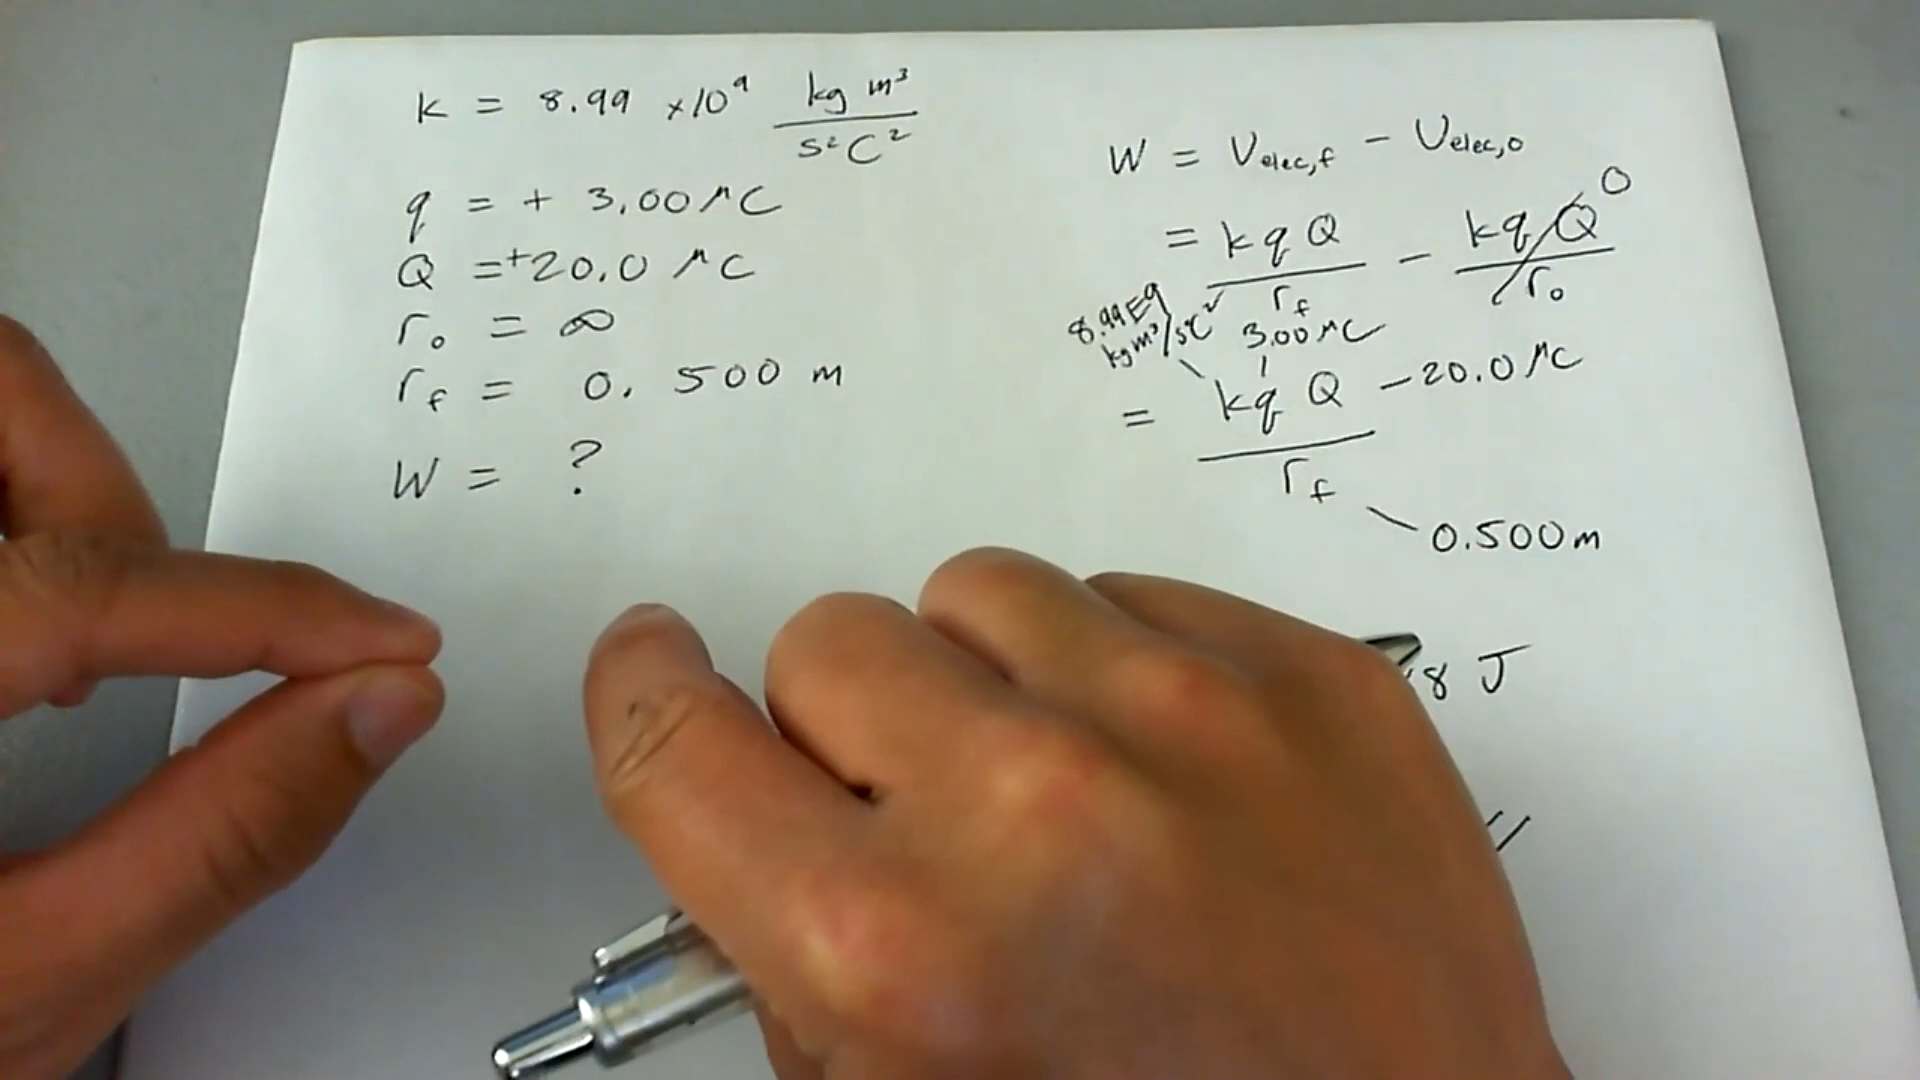 k = 8.99 ×10⁹ kg m³ / s²C²
q = + 3.00 μC
Q = +20.0 μC
r₀ = ∞
r_f = 0.500 m
W = ?
W = U_elec,f − U_elec,0
= kqQ / r_f − kqQ / r₀ 0
8.99E9 kg m³/s²C²
3.00 μC
= kqQ / r_f
20.0 μC
0.500 m
8 J